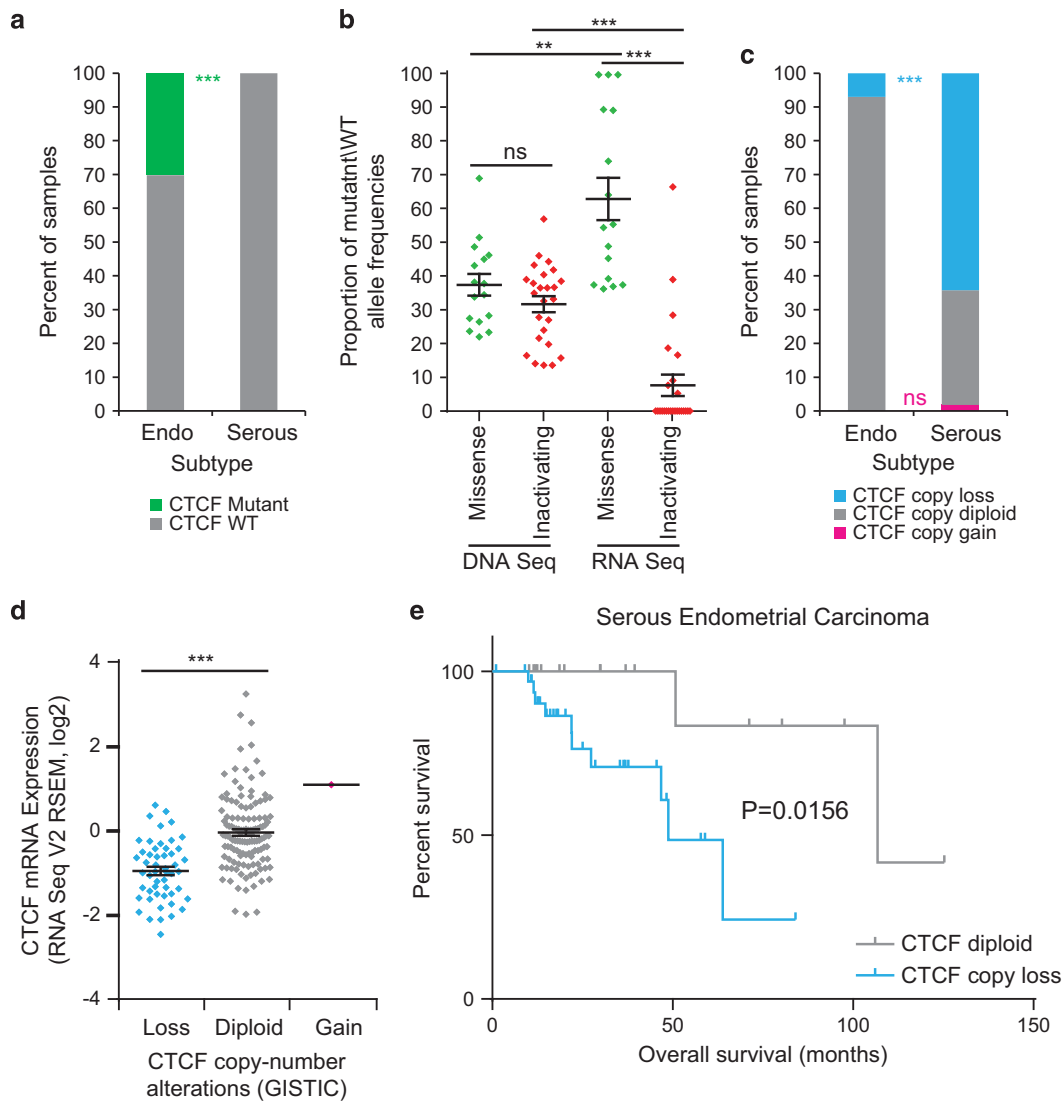 a
***
100
90
80
70
60
50
40
30
20
10
0
Percent of samples
Endo
Serous
Subtype
CTCF Mutant
CTCF WT
b
***
**
***
ns
100
90
80
70
60
50
40
30
20
10
0
Proportion of mutatnt\WT
allele frequencies
Missense
Inactivating
Missense
Inactivating
DNA Seq
RNA Seq
c
***
100
90
80
70
60
50
40
30
20
10
0
Percent of samples
ns
Endo
Serous
Subtype
CTCF copy loss
CTCF copy diploid
CTCF copy gain
d
***
4
2
0
-2
-4
CTCF mRNA Expression
(RNA Seq V2 RSEM, log2)
Loss
Diploid
Gain
CTCF copy-number
alterations (GISTIC)
e
Serous Endometrial Carcinoma
100
50
0
Percent survival
P=0.0156
CTCF diploid
CTCF copy loss
0
50
100
150
Overall survival (months)